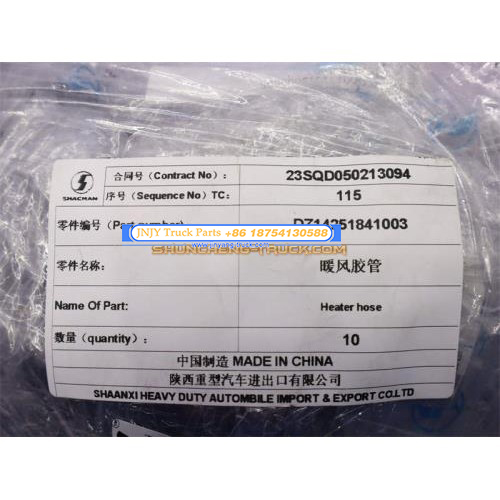 SHACMAN
合同号（Contract No）： 23SQD050213094
序号（Sequence No）TC： 115
零件编号（Part number） DZ14251841003
JNJY Truck Parts +86 18754130588
SHUNCHENG-TRUCK.COM
零件名称： 暖风胶管
Name Of Part: Heater hose
数量（quantity）： 10
中国制造 MADE IN CHINA
陕西重型汽车进出口有限公司
SHAANXI HEAVY DUTY AUTOMBILE IMPORT & EXPORT CO.LTD